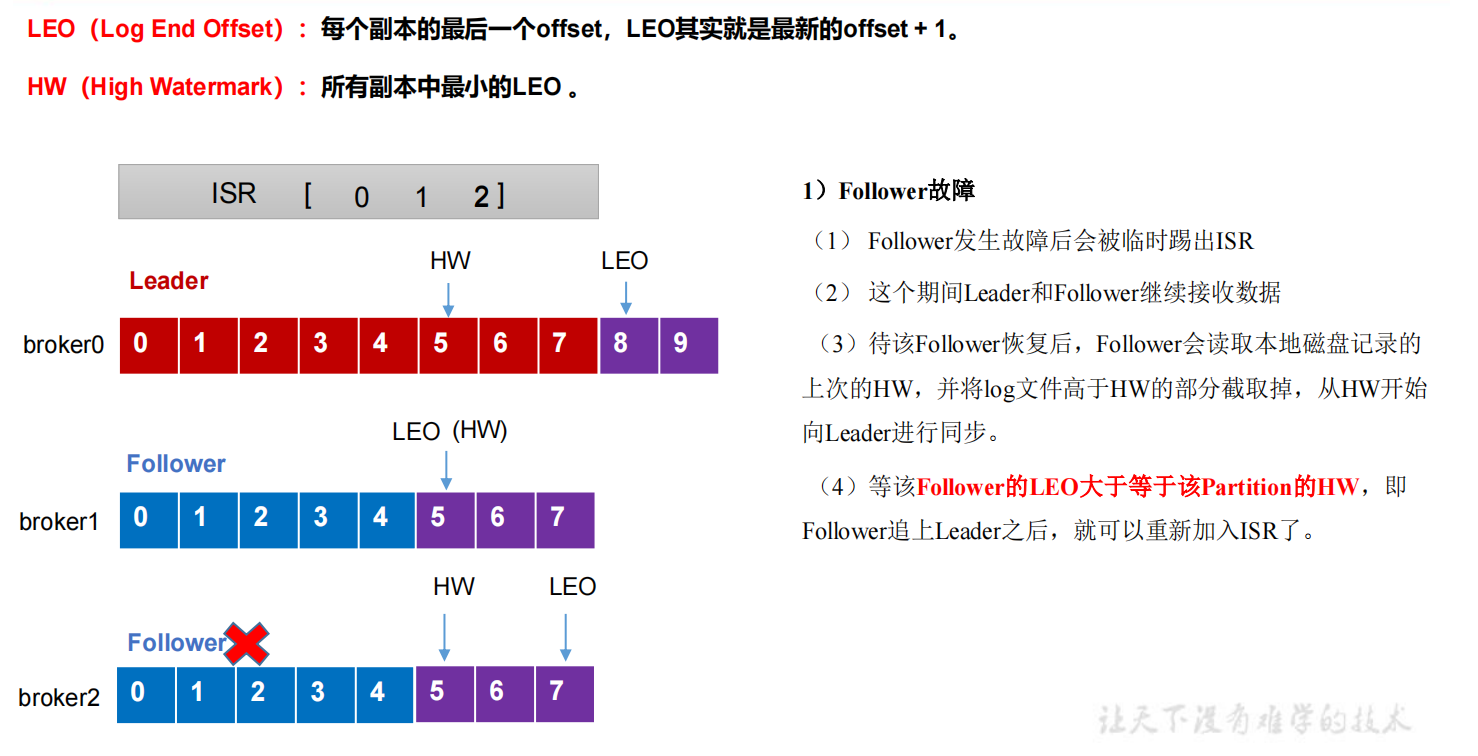 LEO（Log End Offset）：每个副本的最后一个offset，LEO其实就是最新的offset + 1。
HW（High Watermark）：所有副本中最小的LEO 。
ISR [ 0 1 2 ]
HW LEO
Leader
broker0 0 1 2 3 4 5 6 7 8 9
LEO (HW)
Follower
broker1 0 1 2 3 4 5 6 7
HW LEO
Follower
broker2 0 1 2 3 4 5 6 7
1）Follower故障
（1） Follower发生故障后会被临时踢出ISR
（2） 这个期间Leader和Follower继续接收数据
（3）待该Follower恢复后，Follower会读取本地磁盘记录的
上次的HW，并将log文件高于HW的部分截取掉，从HW开始
向Leader进行同步。
（4）等该Follower的LEO大于等于该Partition的HW，即
Follower追上Leader之后，就可以重新加入ISR了。
让天下没有难学的技术